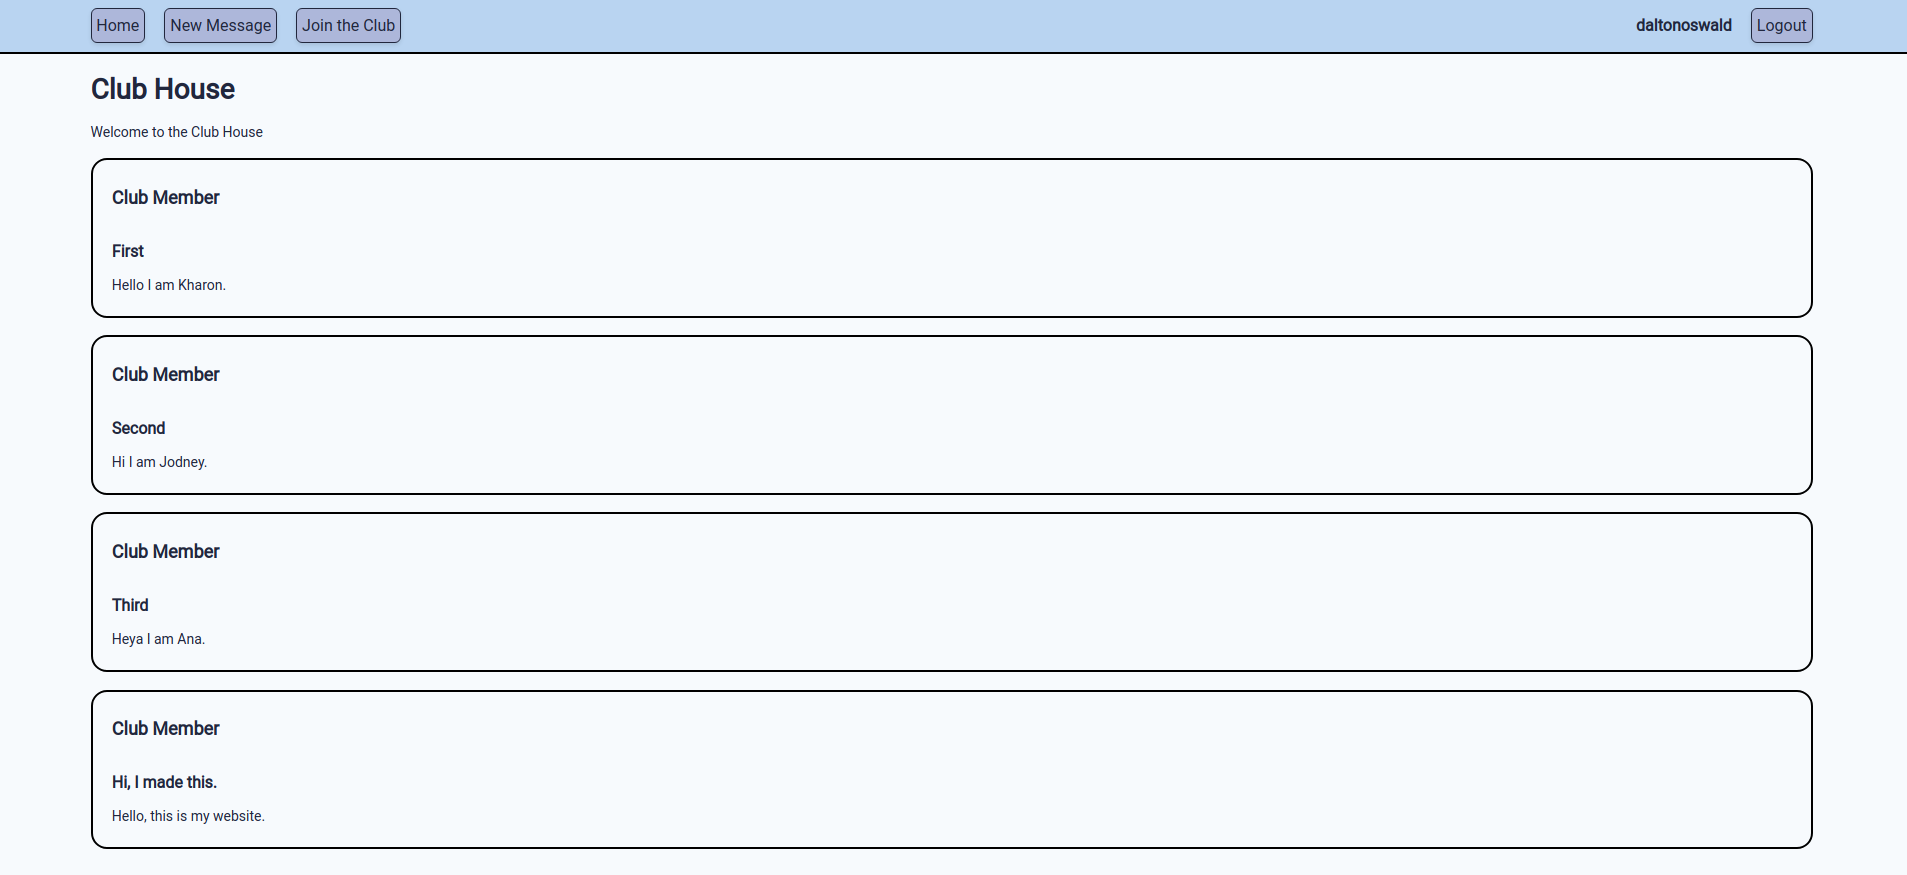 Home New Message Join the Club daltonoswald Logout
Club House
Welcome to the Club House
Club Member
First
Hello I am Kharon.
Club Member
Second
Hi I am Jodney.
Club Member
Third
Heya I am Ana.
Club Member
Hi, I made this.
Hello, this is my website.